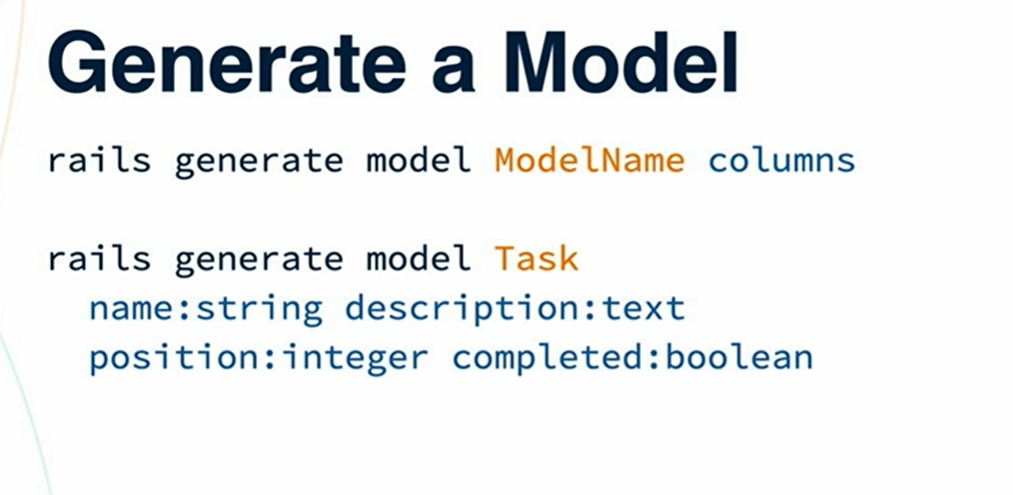 Generate a Model
rails generate model ModelName columns
rails generate model Task
name:string description:text
position:integer completed:boolean